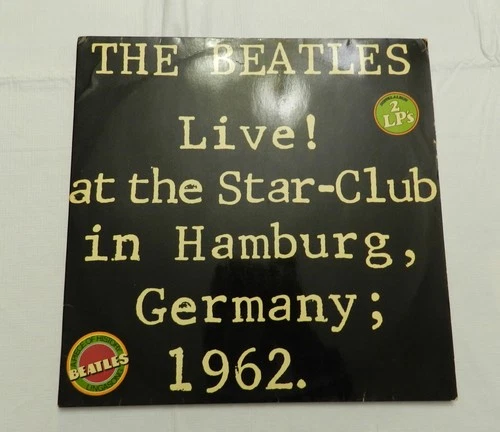 THE BEATLES
2
LPs
Live!
at the Star-Club
in Hamburg,
Germany;
1962.
BEATLES